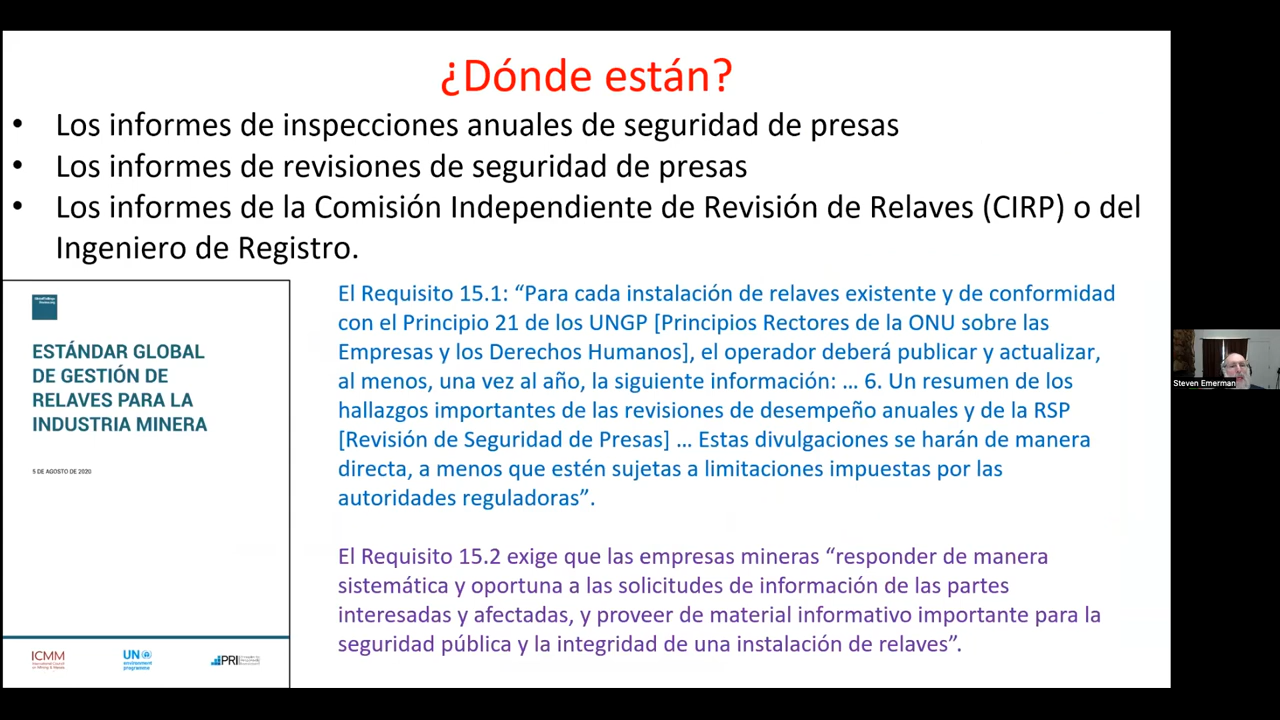 ¿Dónde están?
• Los informes de inspecciones anuales de seguridad de presas
• Los informes de revisiones de seguridad de presas
• Los informes de la Comisión Independiente de Revisión de Relaves (CIRP) o del
Ingeniero de Registro.
ESTÁNDAR GLOBAL
DE GESTIÓN DE
RELAVES PARA LA
INDUSTRIA MINERA
5 DE AGOSTO DE 2020
ICMM
International Council
on Mining & Metals
UN
environment
programme
PRI
El Requisito 15.1: “Para cada instalación de relaves existente y de conformidad
con el Principio 21 de los UNGP [Principios Rectores de la ONU sobre las
Empresas y los Derechos Humanos], el operador deberá publicar y actualizar,
al menos, una vez al año, la siguiente información: … 6. Un resumen de los
hallazgos importantes de las revisiones de desempeño anuales y de la RSP
[Revisión de Seguridad de Presas] … Estas divulgaciones se harán de manera
directa, a menos que estén sujetas a limitaciones impuestas por las
autoridades reguladoras”.
El Requisito 15.2 exige que las empresas mineras “responder de manera
sistemática y oportuna a las solicitudes de información de las partes
interesadas y afectadas, y proveer de material informativo importante para la
seguridad pública y la integridad de una instalación de relaves”.
Steven Emerman